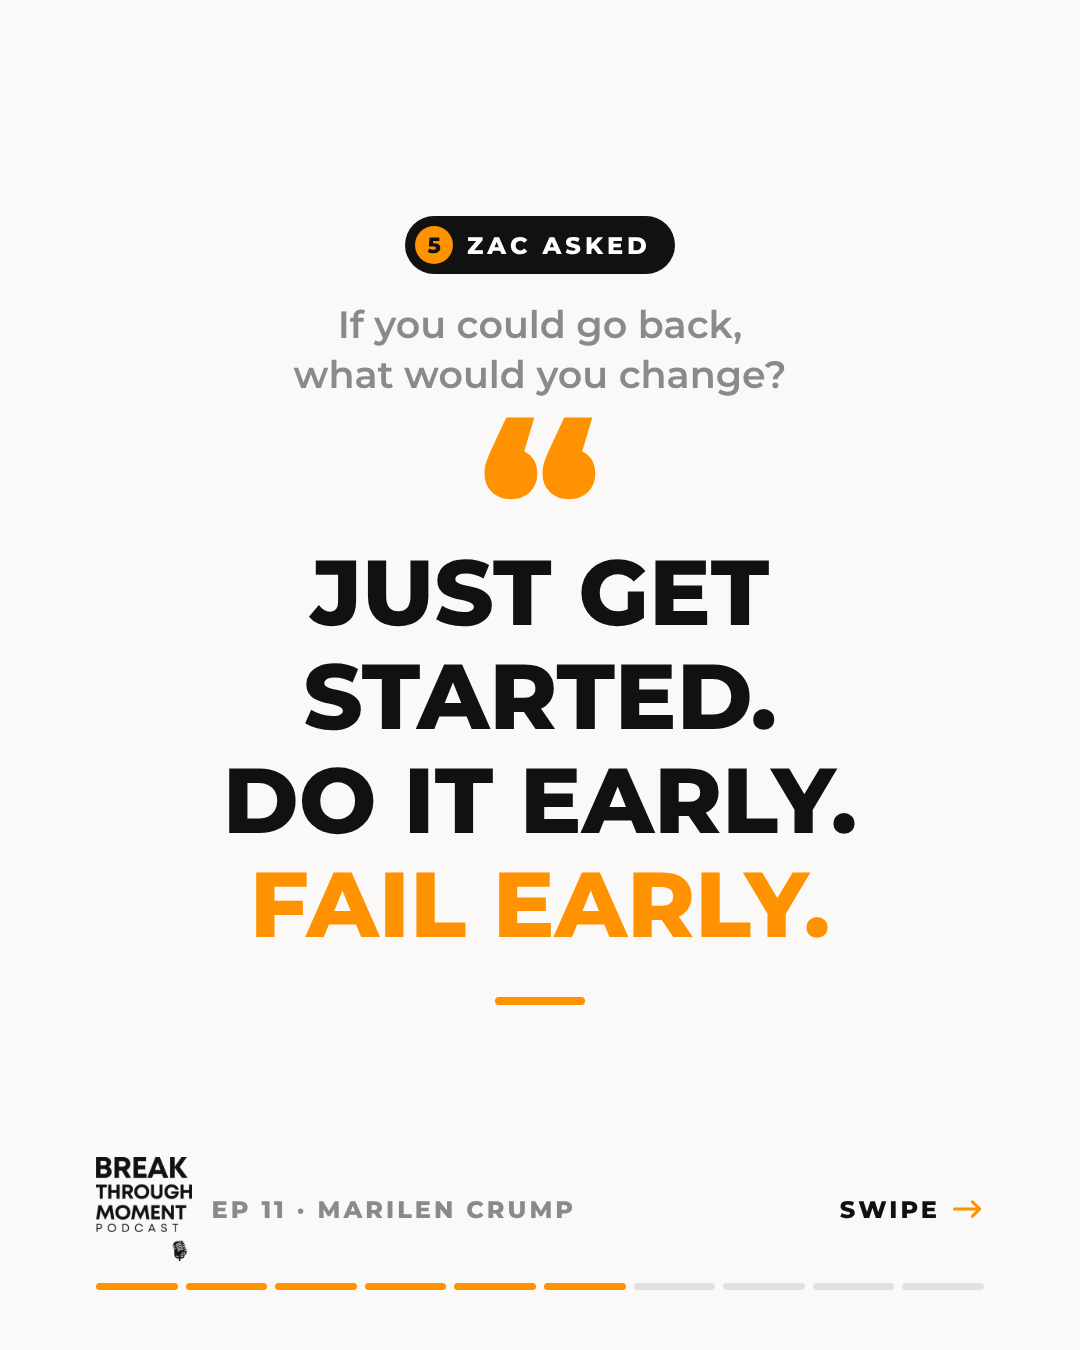 5 ZAC ASKED
If you could go back,
what would you change?
“
JUST GET
STARTED.
DO IT EARLY.
FAIL EARLY.
BREAK
THROUGH
MOMENT
PODCAST
EP 11 · MARILEN CRUMP
SWIPE →